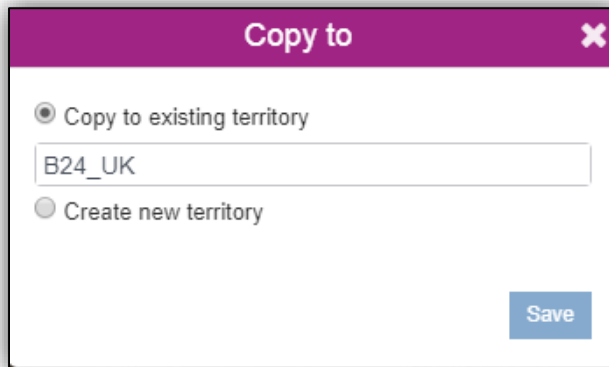 Copy to
Copy to existing territory
B24_UK
Create new territory
Save